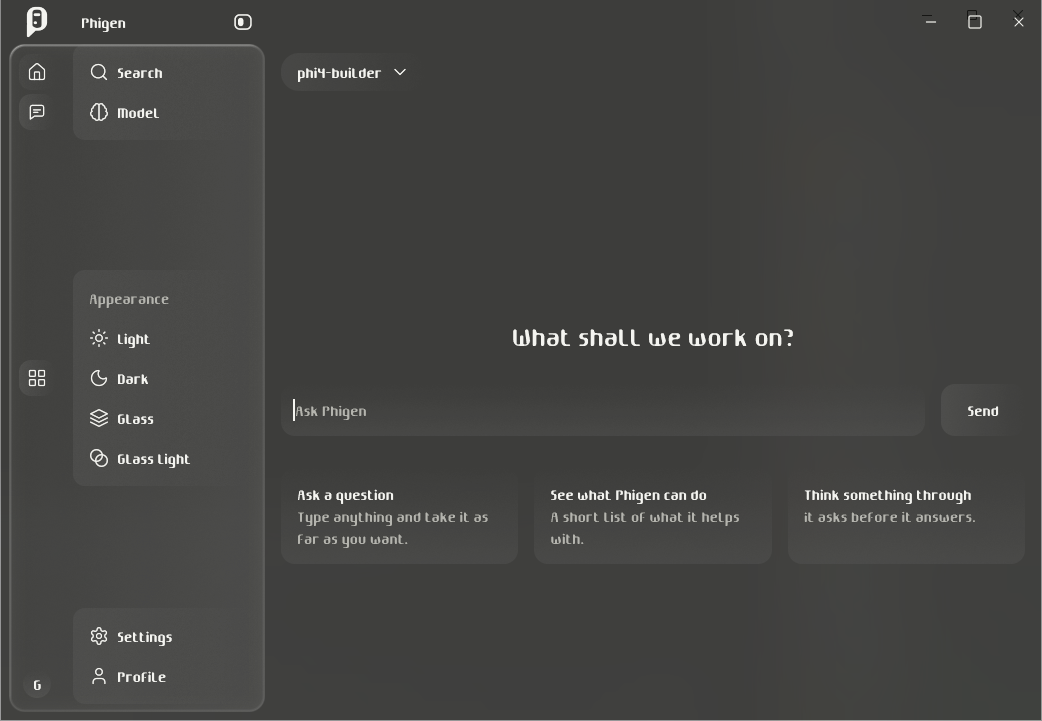 Phigen
Search
Model
phi4-builder
Appearance
Light
Dark
Glass
Glass Light
What shall we work on?
Ask Phigen
Send
Ask a question
Type anything and take it as
far as you want.
See what Phigen can do
A short list of what it helps
with.
Think something through
it asks before it answers.
Settings
Profile
G